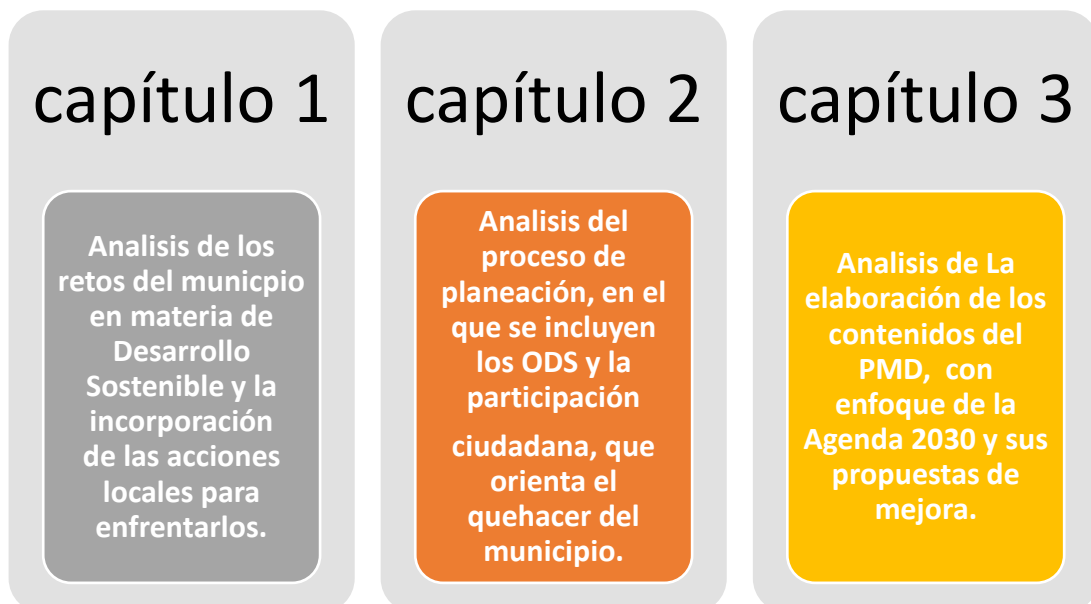 capítulo 1
Analisis de los
retos del municpio
en materia de
Desarrollo
Sostenible y la
incorporación
de las acciones
locales para
enfrentarlos.
capítulo 2
Analisis del
proceso de
planeación, en el
que se incluyen
los ODS y la
participación
ciudadana, que
orienta el
quehacer del
municipio.
capítulo 3
Analisis de La
elaboración de los
contenidos del
PMD, con
enfoque de la
Agenda 2030 y sus
propuestas de
mejora.